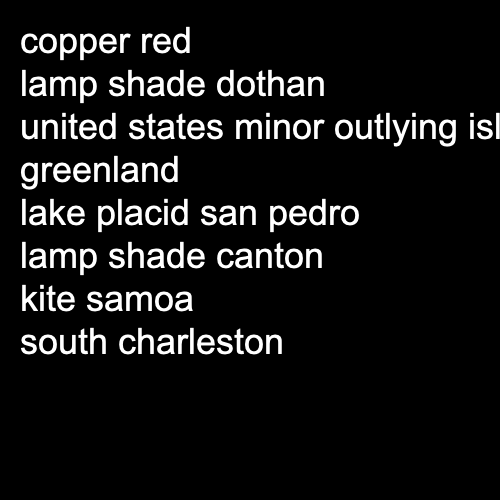 copper red
lamp shade dothan
united states minor outlying isl
greenland
lake placid san pedro
lamp shade canton
kite samoa
south charleston